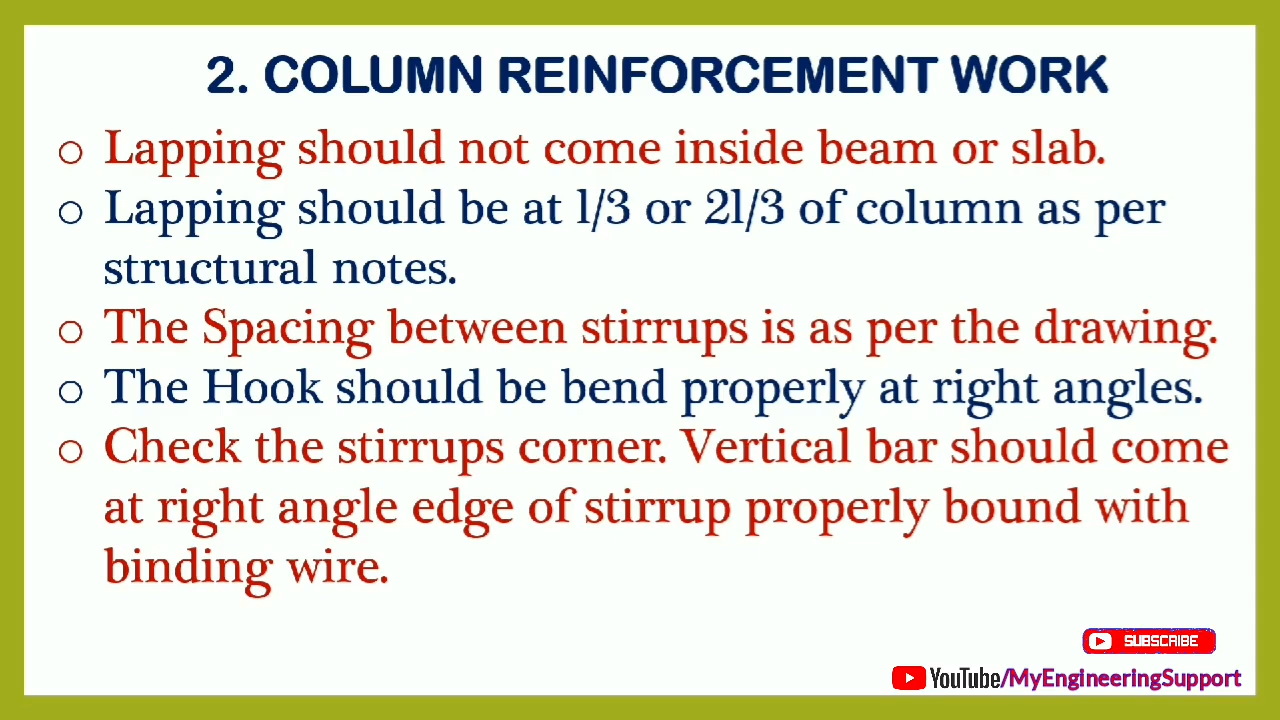 2. COLUMN REINFORCEMENT WORK
o Lapping should not come inside beam or slab.
o Lapping should be at l/3 or 2l/3 of column as per
structural notes.
o The Spacing between stirrups is as per the drawing.
o The Hook should be bend properly at right angles.
o Check the stirrups corner. Vertical bar should come
at right angle edge of stirrup properly bound with
binding wire.
SUBSCRIBE
YouTube/MyEngineeringSupport